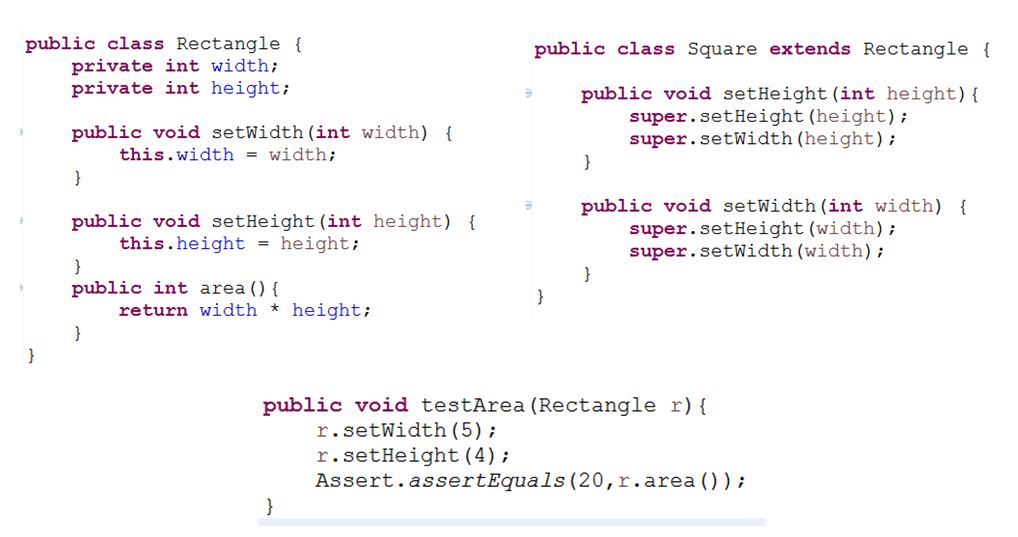 public class Rectangle {
    private int width;
    private int height;

    public void setWidth(int width) {
        this.width = width;
    }

    public void setHeight(int height) {
        this.height = height;
    }
    public int area(){
        return width * height;
    }
}
public class Square extends Rectangle {

    public void setHeight(int height){
        super.setHeight(height);
        super.setWidth(height);
    }

    public void setWidth(int width) {
        super.setHeight(width);
        super.setWidth(width);
    }
}
public void testArea(Rectangle r){
    r.setWidth(5);
    r.setHeight(4);
    Assert.assertEquals(20,r.area());
}